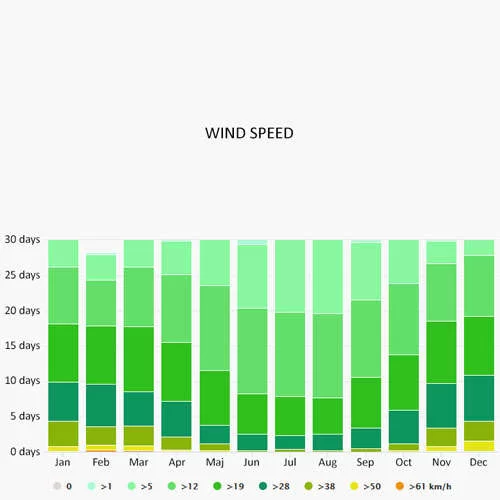 WIND SPEED
30 days
25 days
20 days
15 days
10 days
5 days
0 days
Jan Feb Mar Apr Maj Jun Jul Aug Sep Oct Nov Dec
0 >1 >5 >12 >19 >28 >38 >50 >61 km/h